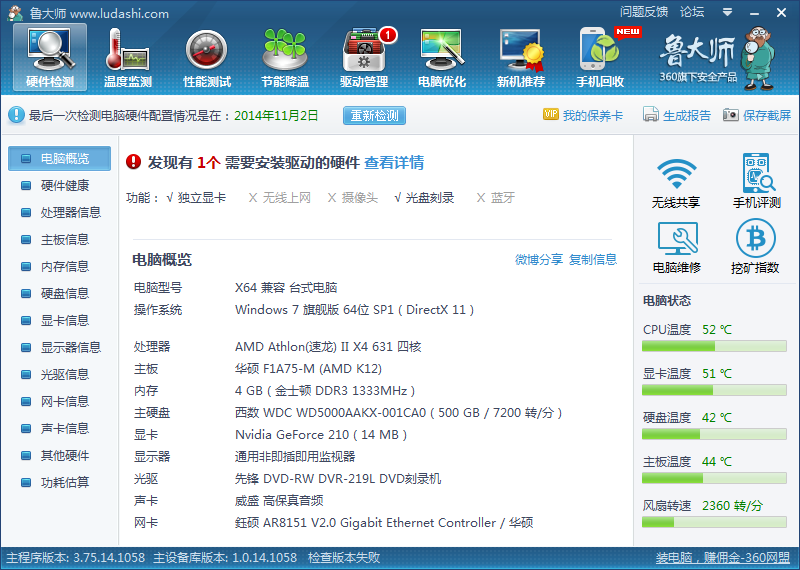 鲁大师 www.ludashi.com
问题反馈 论坛
硬件检测 温度监测 性能测试 节能降温 驱动管理 1 电脑优化 新机推荐 手机回收 NEW
鲁大师
360旗下安全产品
最后一次检测电脑硬件配置情况是在：2014年11月2日 重新检测 VIP 我的保养卡 生成报告 保存截屏
电脑概览
硬件健康
处理器信息
主板信息
内存信息
硬盘信息
显卡信息
显示器信息
光驱信息
网卡信息
声卡信息
其他硬件
功耗估算
发现有 1个 需要安装驱动的硬件 查看详情
功能： √ 独立显卡 X 无线上网 X 摄像头 √ 光盘刻录 X 蓝牙
电脑概览 微博分享 复制信息
电脑型号 X64 兼容 台式电脑
操作系统 Windows 7 旗舰版 64位 SP1 ( DirectX 11 )
处理器 AMD Athlon(速龙) II X4 631 四核
主板 华硕 F1A75-M (AMD K12)
内存 4 GB ( 金士顿 DDR3 1333MHz )
主硬盘 西数 WDC WD5000AAKX-001CA0 ( 500 GB / 7200 转/分 )
显卡 Nvidia GeForce 210 ( 14 MB )
显示器 通用非即插即用监视器
光驱 先锋 DVD-RW DVR-219L DVD刻录机
声卡 威盛 高保真音频
网卡 鈺硕 AR8151 V2.0 Gigabit Ethernet Controller / 华硕
无线共享 手机评测
电脑维修 挖矿指数
电脑状态
CPU温度 52 ℃
显卡温度 51 ℃
硬盘温度 42 ℃
主板温度 44 ℃
风扇转速 2360 转/分
主程序版本: 3.75.14.1058 主设备库版本: 1.0.14.1058 检查版本失败 装电脑，赚佣金-360网盟